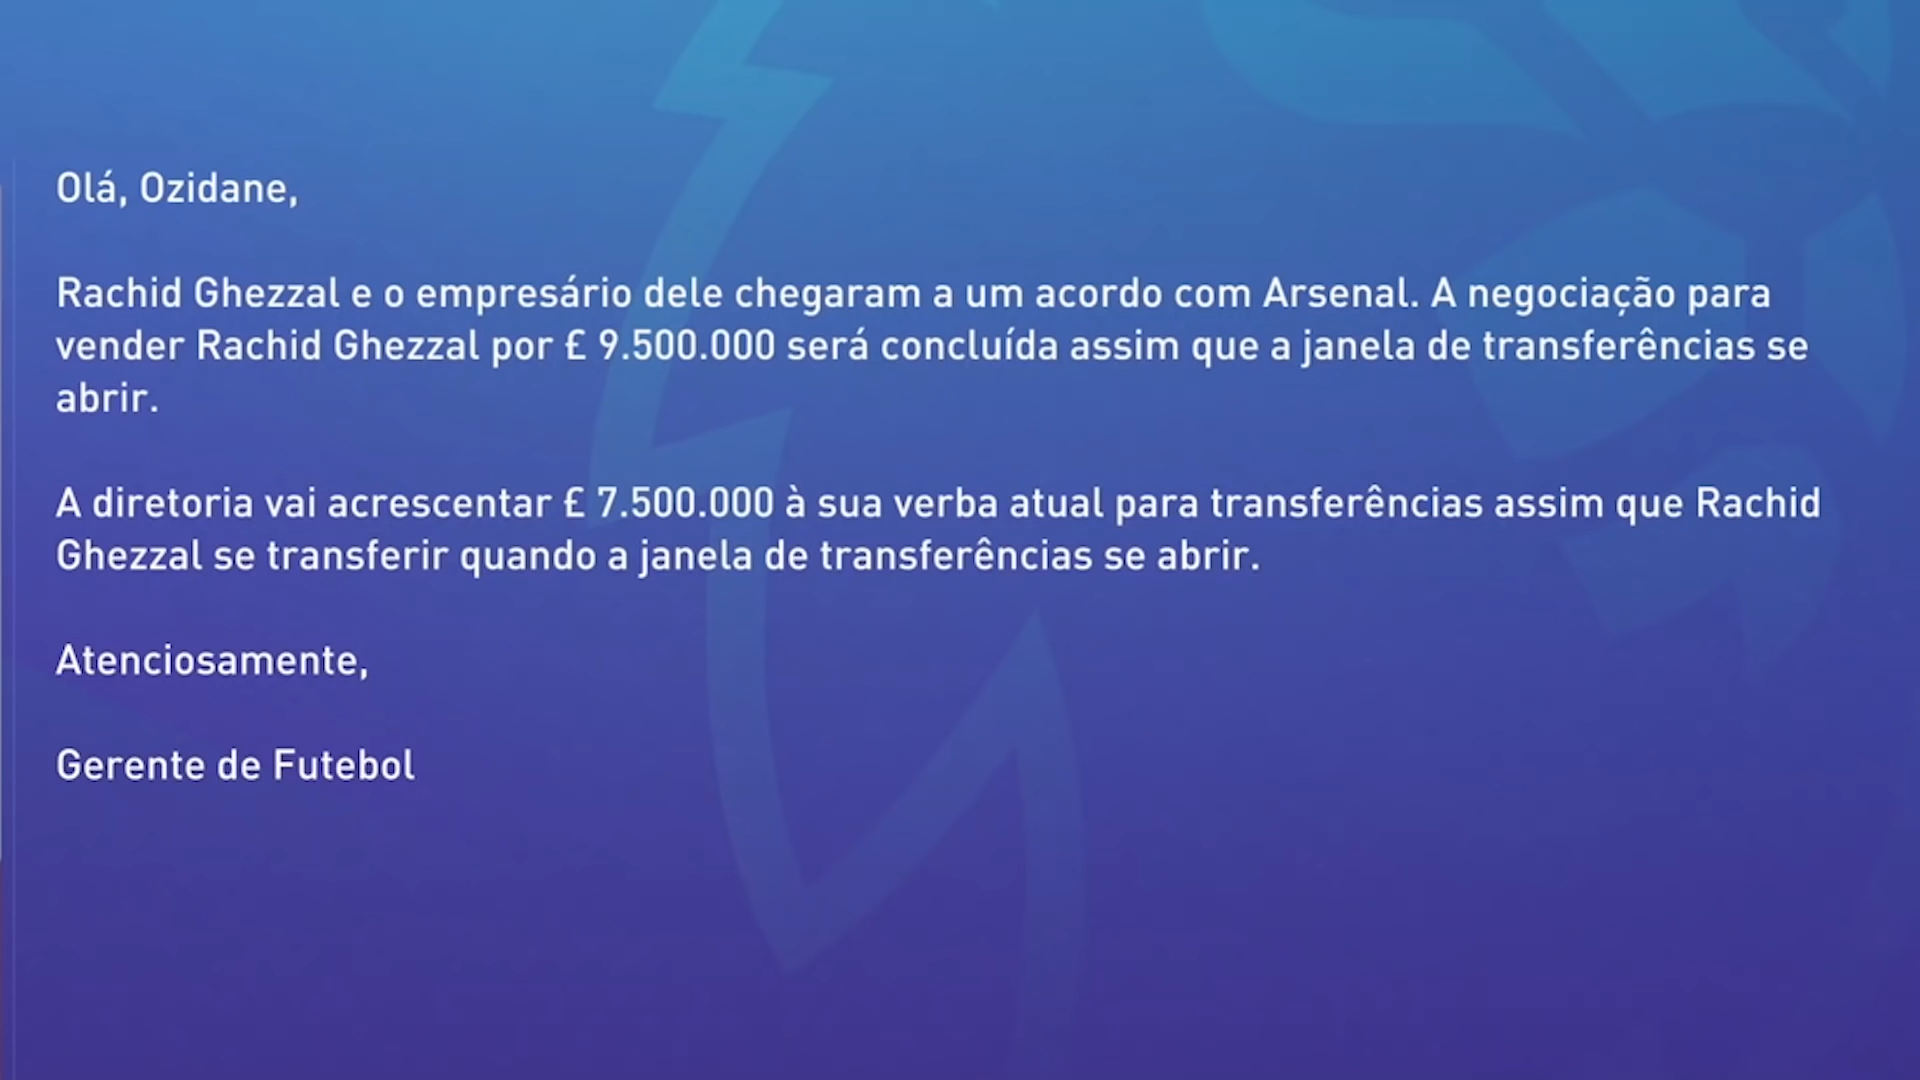 Olá, Ozidane,
Rachid Ghezzal e o empresário dele chegaram a um acordo com Arsenal. A negociação para
vender Rachid Ghezzal por £ 9.500.000 será concluída assim que a janela de transferências se
abrir.
A diretoria vai acrescentar £ 7.500.000 à sua verba atual para transferências assim que Rachid
Ghezzal se transferir quando a janela de transferências se abrir.
Atenciosamente,
Gerente de Futebol